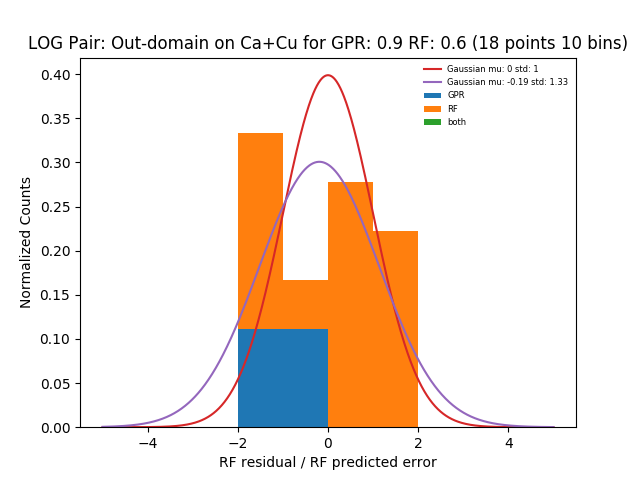 LOG Pair: Out-domain on Ca+Cu for GPR: 0.9 RF: 0.6 (18 points 10 bins)
Gaussian mu: 0 std: 1
Gaussian mu: -0.19 std: 1.33
GPR
RF
both
Normalized Counts
0.40
0.35
0.30
0.25
0.20
0.15
0.10
0.05
0.00
−4 −2 0 2 4
RF residual / RF predicted error